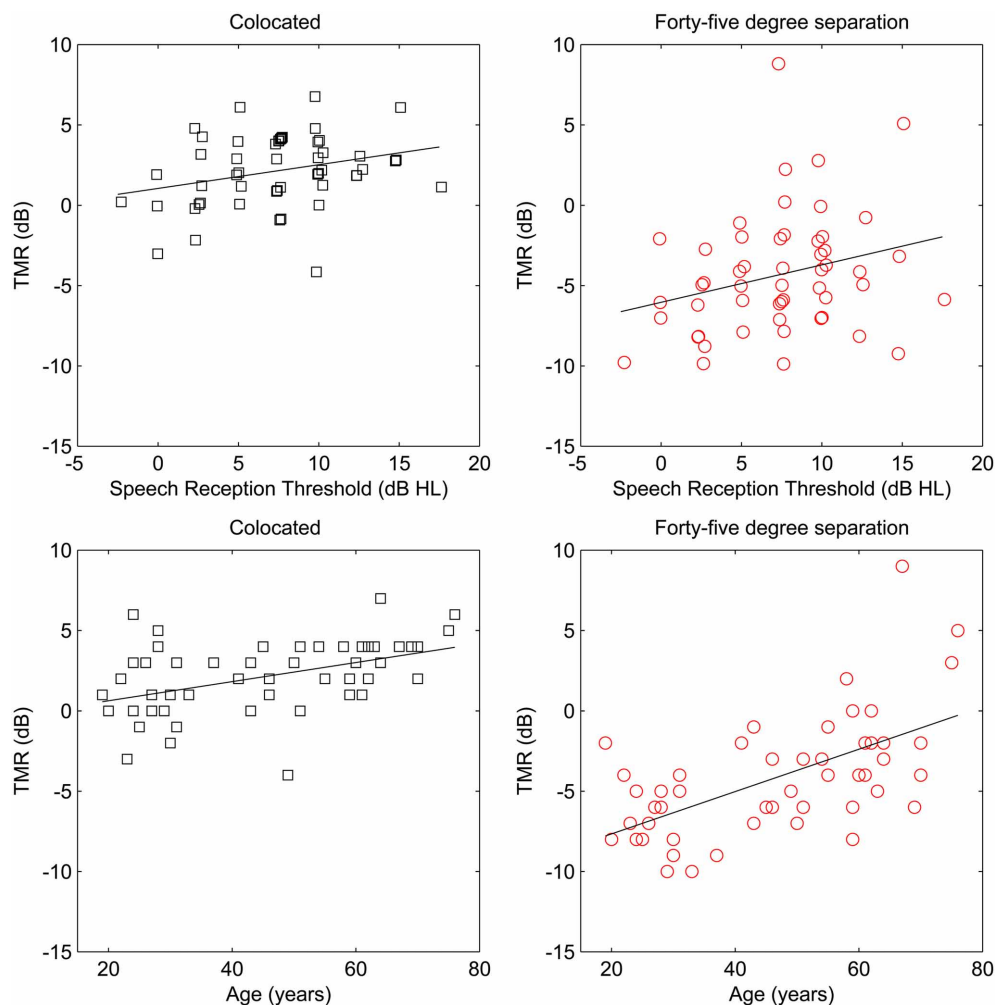 Colocated
10
5
0
-5
-10
-15
TMR (dB)
-5 0 5 10 15 20
Speech Reception Threshold (dB HL)
Forty-five degree separation
10
5
0
-5
-10
-15
TMR (dB)
-5 0 5 10 15 20
Speech Reception Threshold (dB HL)
Colocated
10
5
0
-5
-10
-15
TMR (dB)
20 40 60 80
Age (years)
Forty-five degree separation
10
5
0
-5
-10
-15
TMR (dB)
20 40 60 80
Age (years)